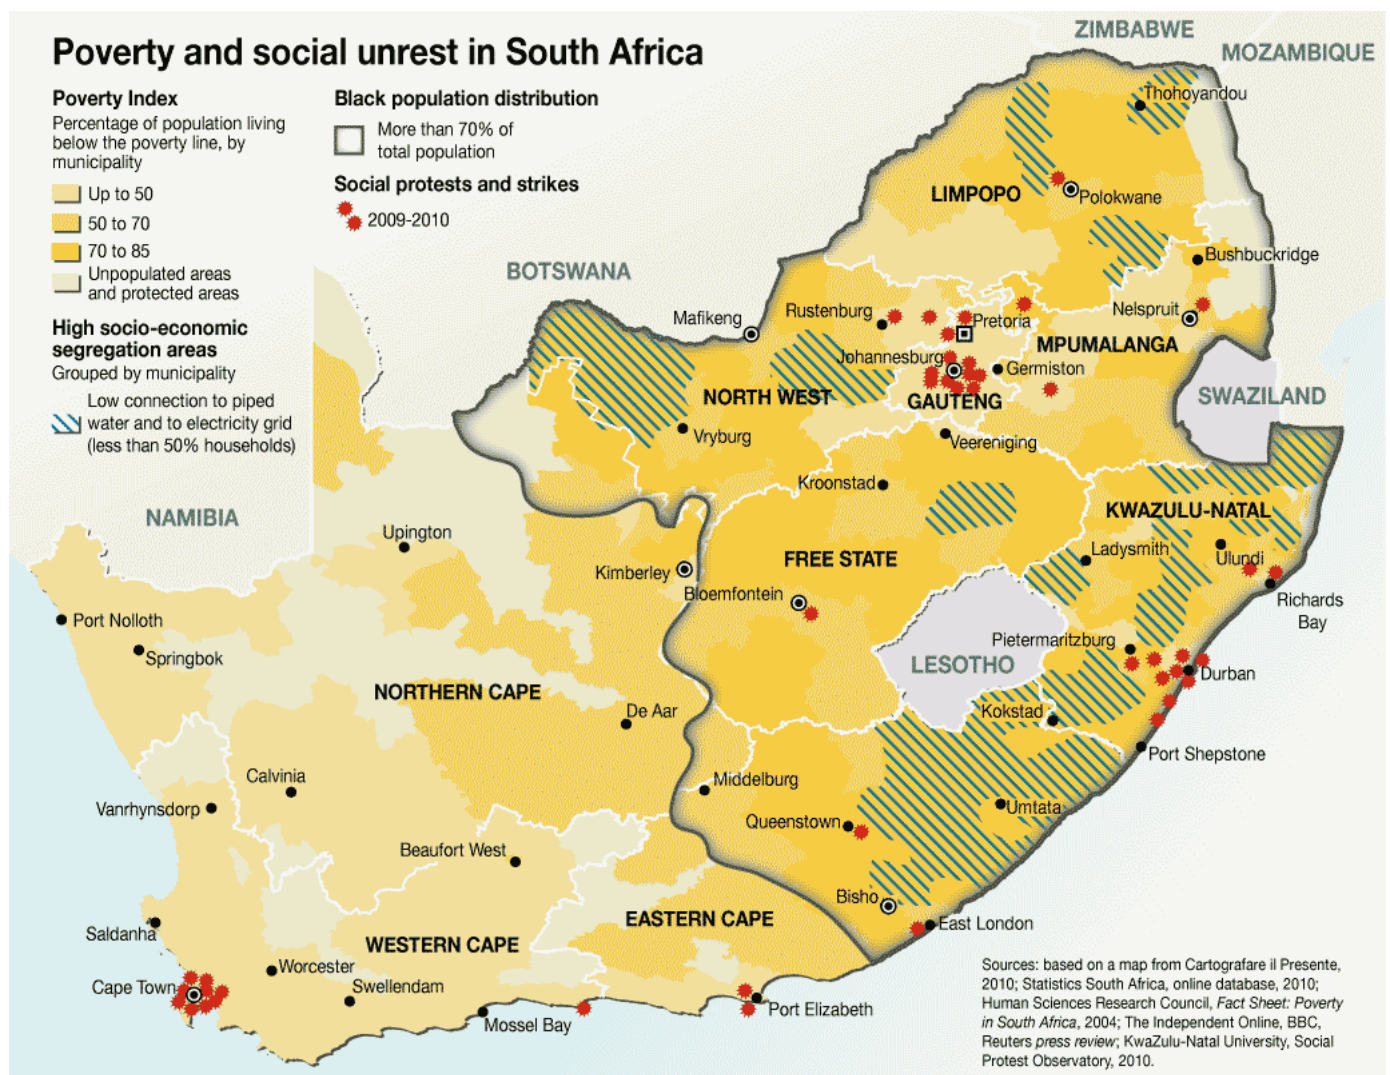 Poverty and social unrest in South Africa
Poverty Index
Percentage of population living
below the poverty line, by
municipality
Up to 50
50 to 70
70 to 85
Unpopulated areas
and protected areas
High socio-economic
segregation areas
Grouped by municipality
Low connection to piped
water and to electricity grid
(less than 50% households)
Black population distribution
More than 70% of
total population
Social protests and strikes
2009-2010
ZIMBABWE
MOZAMBIQUE
Thohoyandou
LIMPOPO
Polokwane
BOTSWANA
Bushbuckridge
Mafikeng
Rustenburg
Pretoria
Nelspruit
MPUMALANGA
Johannesburg
Germiston
NORTH WEST
GAUTENG
SWAZILAND
Vryburg
Veereniging
Kroonstad
NAMIBIA
KWAZULU-NATAL
Upington
FREE STATE
Ladysmith
Ulundi
Kimberley
Bloemfontein
Richards
Bay
Port Nolloth
Springbok
Pietermaritzburg
LESOTHO
Durban
NORTHERN CAPE
De Aar
Kokstad
Port Shepstone
Calvinia
Middelburg
Vanrhynsdorp
Umtata
Queenstown
Beaufort West
Bisho
EASTERN CAPE
East London
Saldanha
WESTERN CAPE
Worcester
Cape Town
Swellendam
Mossel Bay
Port Elizabeth
Sources: based on a map from Cartografare il Presente,
2010; Statistics South Africa, online database, 2010;
Human Sciences Research Council, Fact Sheet: Poverty
in South Africa, 2004; The Independent Online, BBC,
Reuters press review; KwaZulu-Natal University, Social
Protest Observatory, 2010.